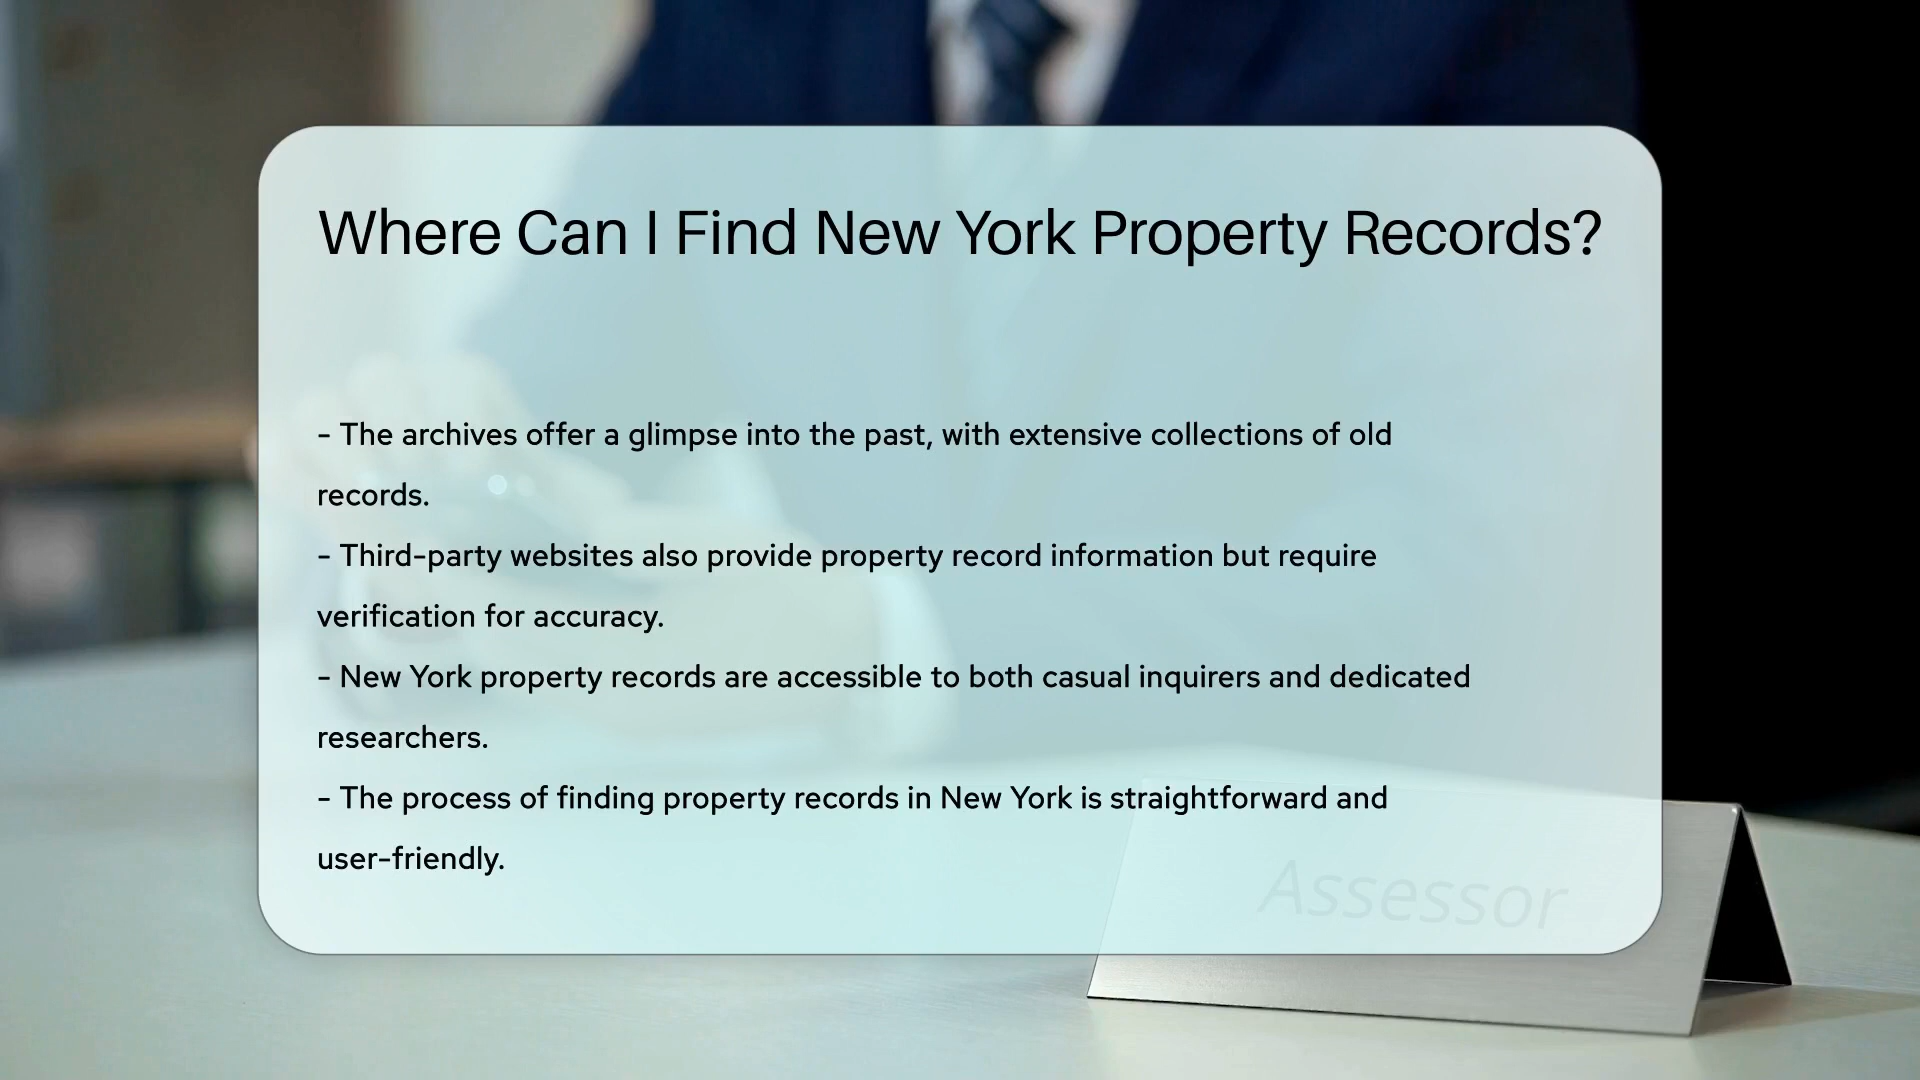 Where Can I Find New York Property Records?
- The archives offer a glimpse into the past, with extensive collections of old
records.
- Third-party websites also provide property record information but require
verification for accuracy.
- New York property records are accessible to both casual inquirers and dedicated
researchers.
- The process of finding property records in New York is straightforward and
user-friendly.
Assessor